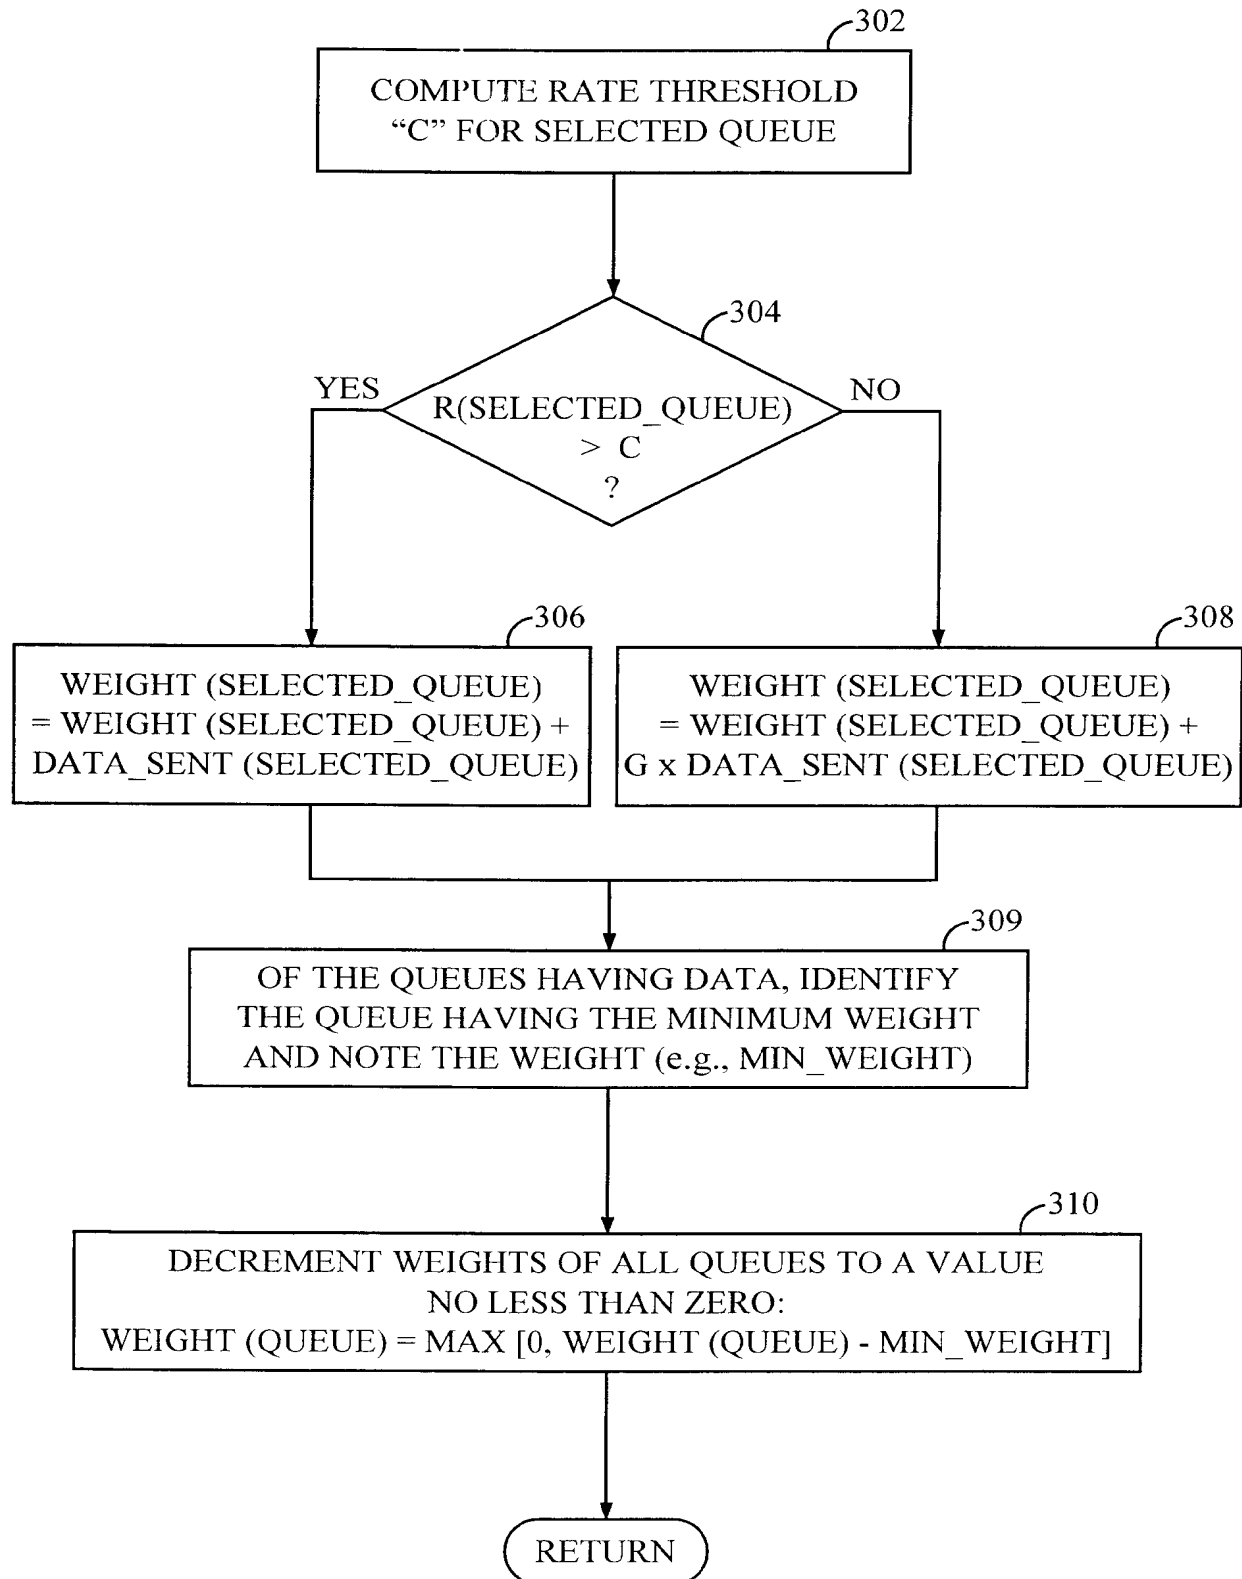 302
COMPUTE RATE THRESHOLD
“C” FOR SELECTED QUEUE
304
YES
NO
R(SELECTED_QUEUE)
> C
?
306
WEIGHT (SELECTED_QUEUE)
= WEIGHT (SELECTED_QUEUE) +
DATA_SENT (SELECTED_QUEUE)
308
WEIGHT (SELECTED_QUEUE)
= WEIGHT (SELECTED_QUEUE) +
G x DATA_SENT (SELECTED_QUEUE)
309
OF THE QUEUES HAVING DATA, IDENTIFY
THE QUEUE HAVING THE MINIMUM WEIGHT
AND NOTE THE WEIGHT (e.g., MIN_WEIGHT)
310
DECREMENT WEIGHTS OF ALL QUEUES TO A VALUE
NO LESS THAN ZERO:
WEIGHT (QUEUE) = MAX [0, WEIGHT (QUEUE) - MIN_WEIGHT]
RETURN